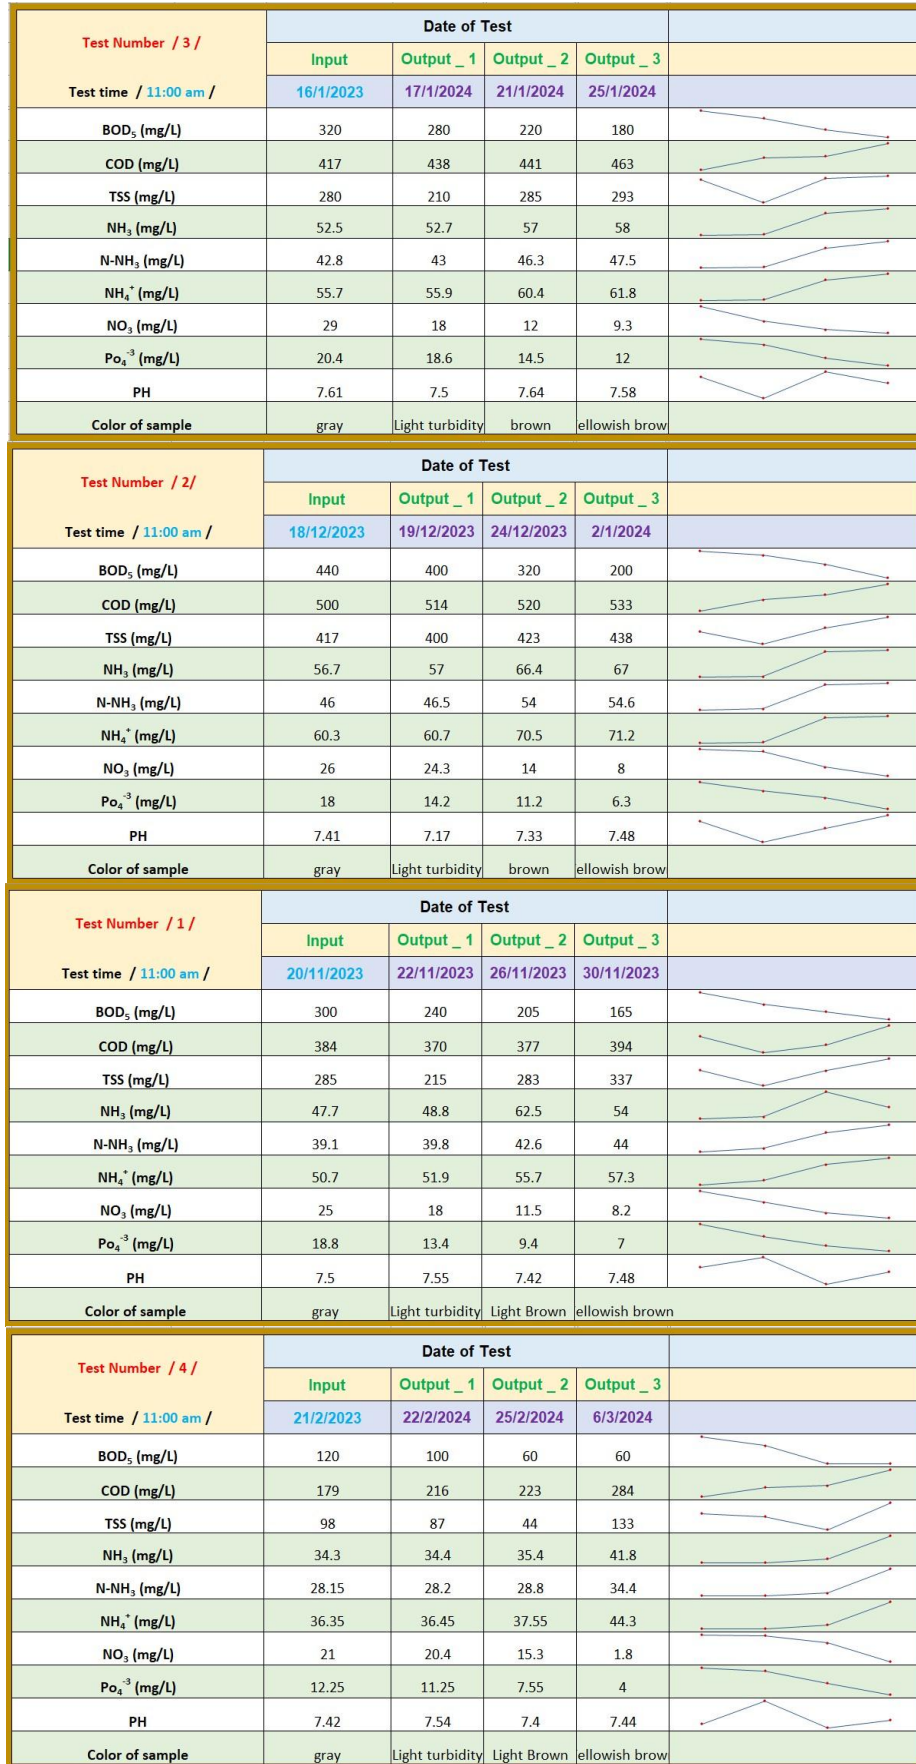 Test Number / 3 /
Date of Test
Input Output _ 1 Output _ 2 Output _ 3
Test time / 11:00 am / 16/1/2023 17/1/2024 21/1/2024 25/1/2024
BOD₅ (mg/L) 320 280 220 180
COD (mg/L) 417 438 441 463
TSS (mg/L) 280 210 285 293
NH₃ (mg/L) 52.5 52.7 57 58
N-NH₃ (mg/L) 42.8 43 46.3 47.5
NH₄⁺ (mg/L) 55.7 55.9 60.4 61.8
NO₃ (mg/L) 29 18 12 9.3
Po₄⁻³ (mg/L) 20.4 18.6 14.5 12
PH 7.61 7.5 7.64 7.58
Color of sample gray Light turbidity brown ellowish brow
Test Number / 2/
Date of Test
Input Output _ 1 Output _ 2 Output _ 3
Test time / 11:00 am / 18/12/2023 19/12/2023 24/12/2023 2/1/2024
BOD₅ (mg/L) 440 400 320 200
COD (mg/L) 500 514 520 533
TSS (mg/L) 417 400 423 438
NH₃ (mg/L) 56.7 57 66.4 67
N-NH₃ (mg/L) 46 46.5 54 54.6
NH₄⁺ (mg/L) 60.3 60.7 70.5 71.2
NO₃ (mg/L) 26 24.3 14 8
Po₄⁻³ (mg/L) 18 14.2 11.2 6.3
PH 7.41 7.17 7.33 7.48
Color of sample gray Light turbidity brown ellowish brow
Test Number / 1 /
Date of Test
Input Output _ 1 Output _ 2 Output _ 3
Test time / 11:00 am / 20/11/2023 22/11/2023 26/11/2023 30/11/2023
BOD₅ (mg/L) 300 240 205 165
COD (mg/L) 384 370 377 394
TSS (mg/L) 285 215 283 337
NH₃ (mg/L) 47.7 48.8 62.5 54
N-NH₃ (mg/L) 39.1 39.8 42.6 44
NH₄⁺ (mg/L) 50.7 51.9 55.7 57.3
NO₃ (mg/L) 25 18 11.5 8.2
Po₄⁻³ (mg/L) 18.8 13.4 9.4 7
PH 7.5 7.55 7.42 7.48
Color of sample gray Light turbidity Light Brown ellowish brown
Test Number / 4 /
Date of Test
Input Output _ 1 Output _ 2 Output _ 3
Test time / 11:00 am / 21/2/2023 22/2/2024 25/2/2024 6/3/2024
BOD₅ (mg/L) 120 100 60 60
COD (mg/L) 179 216 223 284
TSS (mg/L) 98 87 44 133
NH₃ (mg/L) 34.3 34.4 35.4 41.8
N-NH₃ (mg/L) 28.15 28.2 28.8 34.4
NH₄⁺ (mg/L) 36.35 36.45 37.55 44.3
NO₃ (mg/L) 21 20.4 15.3 1.8
Po₄⁻³ (mg/L) 12.25 11.25 7.55 4
PH 7.42 7.54 7.4 7.44
Color of sample gray Light turbidity Light Brown ellowish brow